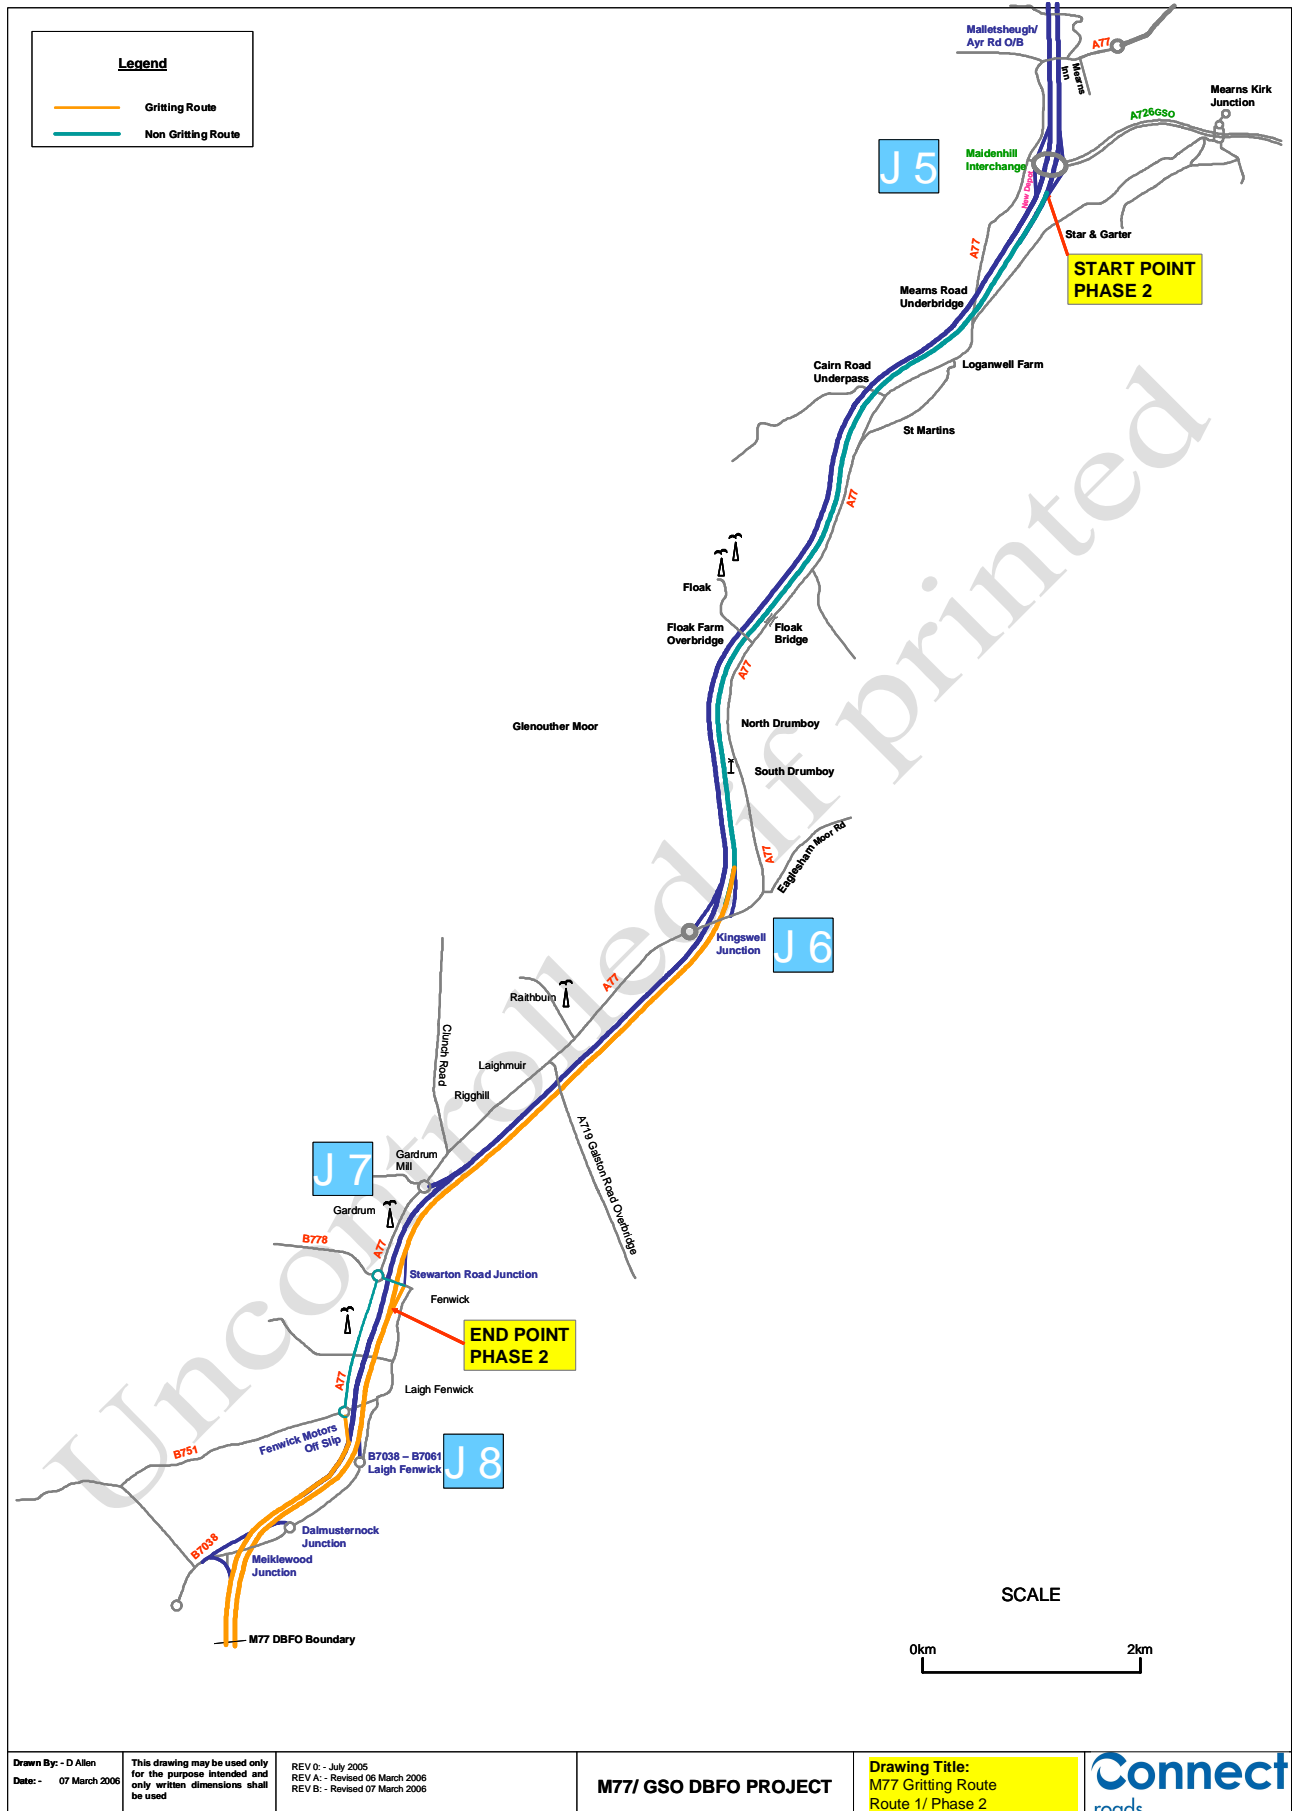 Legend
Gritting Route
Non Gritting Route
Malletsheugh/
Ayr Rd O/B
A77
Mearns
Inn
Mearns Kirk
Junction
A726GSO
J 5
Maidenhill
Interchange
New Depot
Star & Garter
A77
START POINT
PHASE 2
Mearns Road
Underbridge
Cairn Road
Underpass
Loganwell Farm
St Martins
A77
Floak
Floak Farm
Overbridge
Floak
Bridge
A77
Glenouther Moor
North Drumboy
South Drumboy
A77
Eaglesham Moor Rd
Kingswell
Junction
J 6
A77
Raithburn
Clunch Road
Laighmuir
Rigghill
A719 Galston Road Overbridge
J 7
Gardrum
Mill
Gardrum
B778
A77
Stewarton Road Junction
Fenwick
END POINT
PHASE 2
A77
Laigh Fenwick
Fenwick Motors
Off Slip
B751
B7038 – B7061
Laigh Fenwick
J 8
B7038
Dalmusternock
Junction
Meiklewood
Junction
M77 DBFO Boundary
SCALE
0km 2km
Uncontrolled if printed
Drawn By: - D Allen
Date: - 07 March 2006
This drawing may be used only
for the purpose intended and
only written dimensions shall
be used
REV 0: - July 2005
REV A: - Revised 06 March 2006
REV B: - Revised 07 March 2006
M77/ GSO DBFO PROJECT
Drawing Title:
M77 Gritting Route
Route 1/ Phase 2
Connect
roads